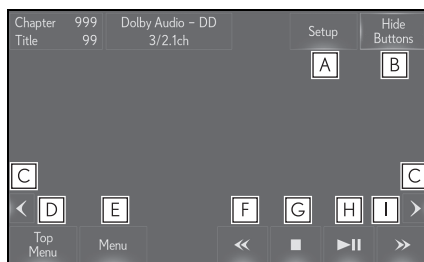 Chapter 999
Title 99
Dolby Audio – DD
3/2.1ch
Setup
Hide
Buttons
A
B
C
C
D
E
F
G
H
I
Top
Menu
Menu